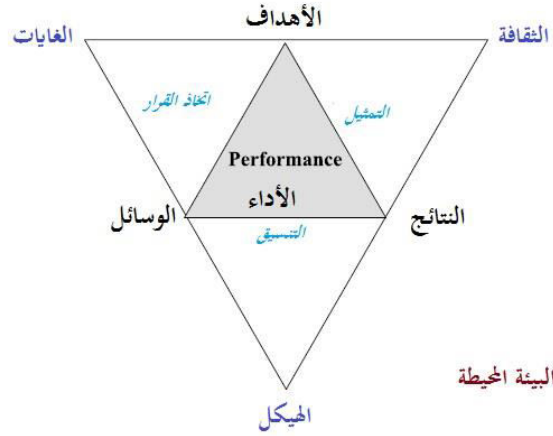 الأهداف
الثقافة
الغايات
التمثيل
اتخاذ القرار
Performance
الأداء
النتائج
الوسائل
التنسيق
البيئة المحيطة
الهيكل